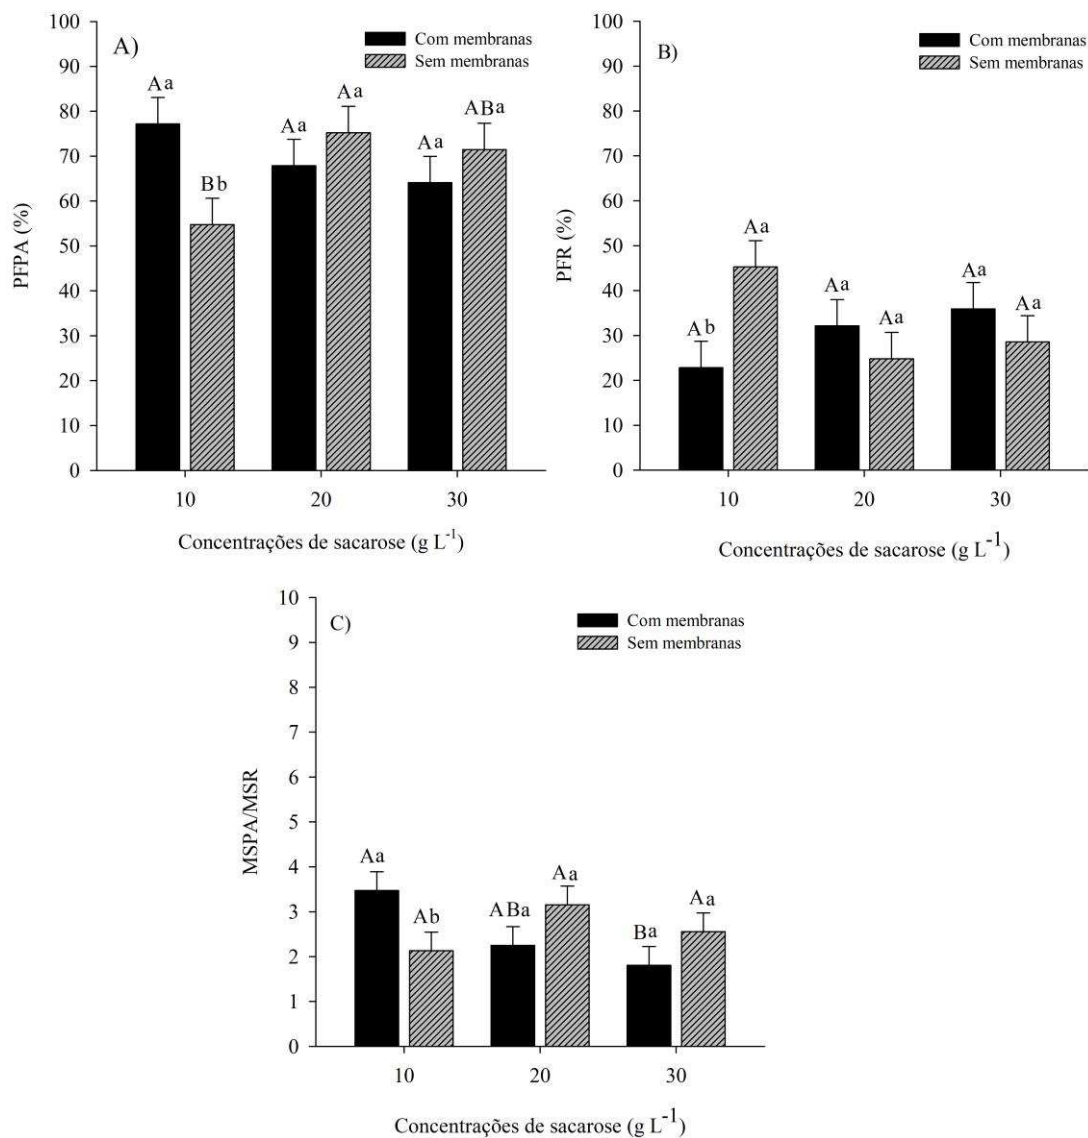 A)
Com membranas
Sem membranas
PFPA (%)
100
90
80
70
60
50
40
30
20
10
0
Aa
Bb
Aa
Aa
Aa
ABa
10 20 30
Concentrações de sacarose (g L-1)
B)
Com membranas
Sem membranas
PFR (%)
100
90
80
70
60
50
40
30
20
10
0
Ab
Aa
Aa
Aa
Aa
Aa
10 20 30
Concentrações de sacarose (g L-1)
C)
Com membranas
Sem membranas
MSPA/MSR
10
9
8
7
6
5
4
3
2
1
0
Aa
Ab
ABa
Aa
Ba
Aa
10 20 30
Concentrações de sacarose (g L-1)